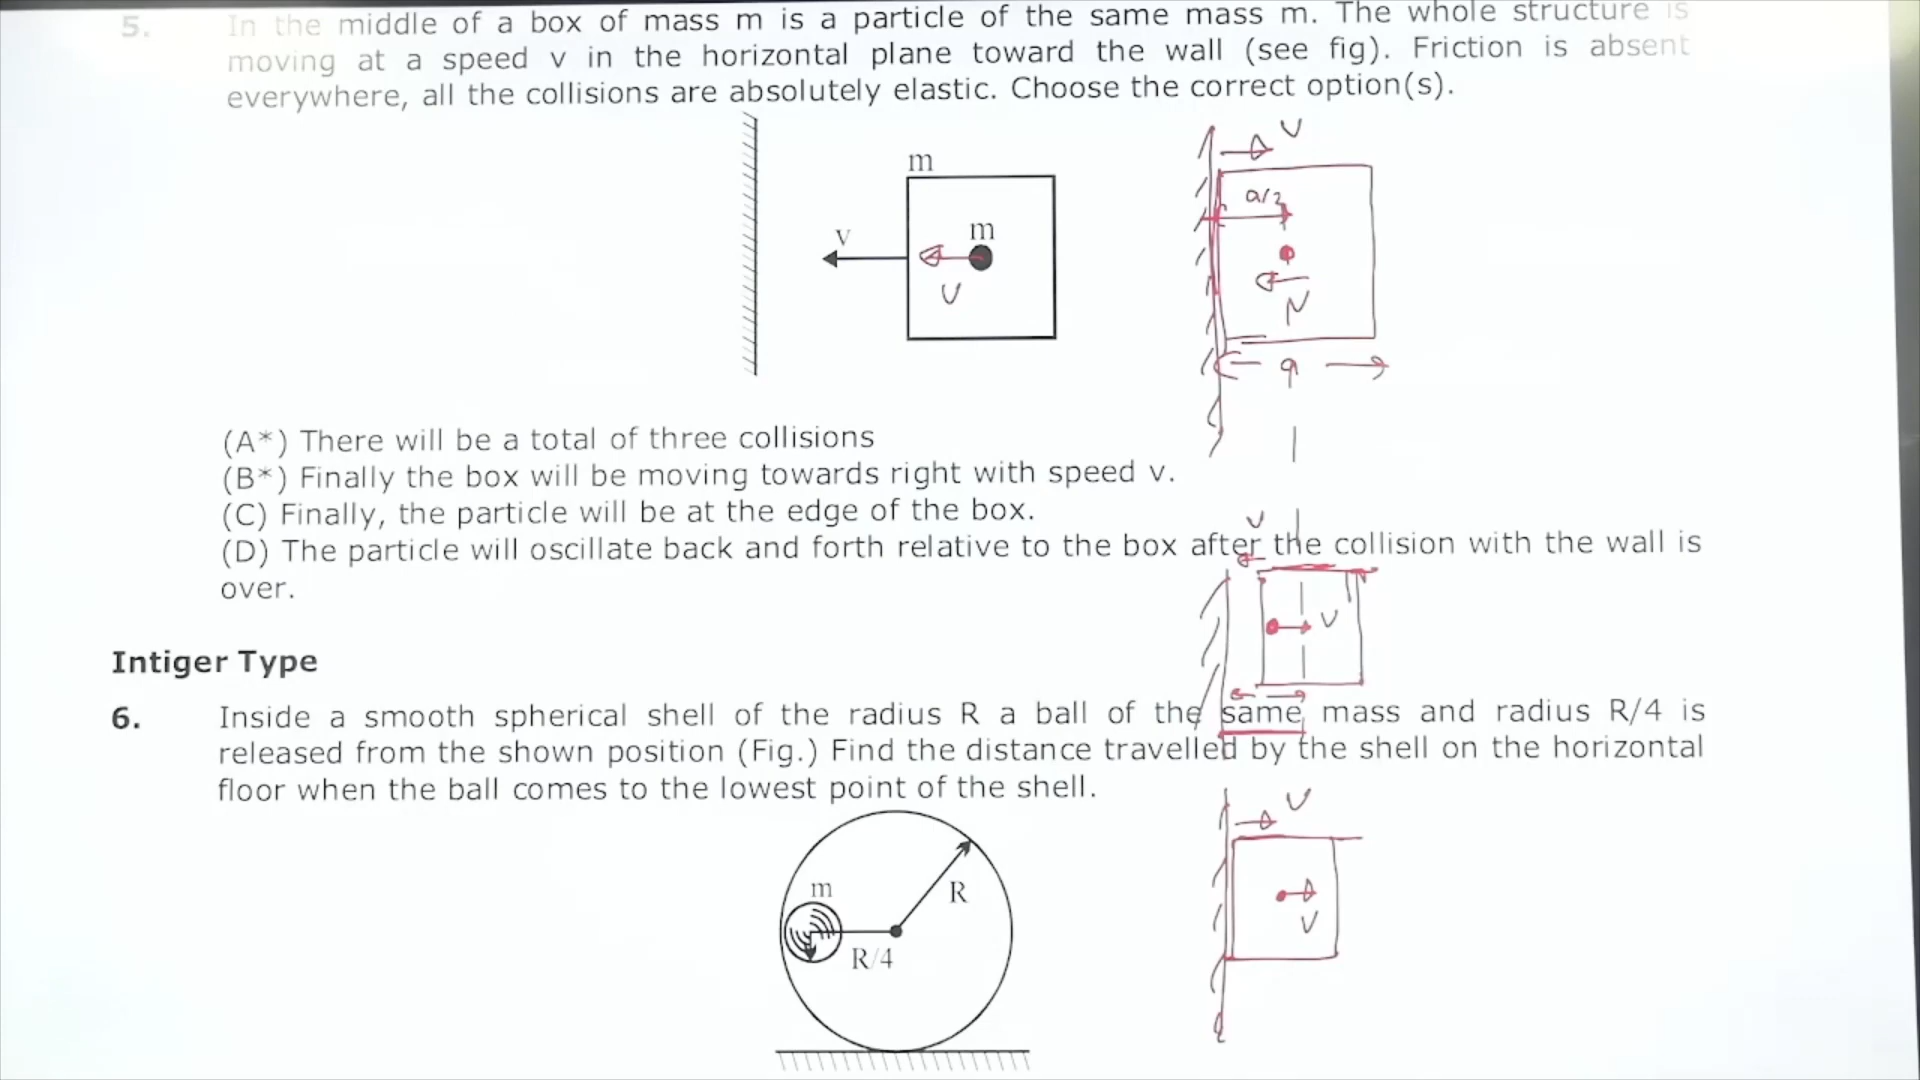 5. In the middle of a box of mass m is a particle of the same mass m. The whole structure is
moving at a speed v in the horizontal plane toward the wall (see fig). Friction is absent
everywhere, all the collisions are absolutely elastic. Choose the correct option(s).
v
m
a/2
v
m
v
v
a
(A*) There will be a total of three collisions
(B*) Finally the box will be moving towards right with speed v.
(C) Finally, the particle will be at the edge of the box.
v
(D) The particle will oscillate back and forth relative to the box after the collision with the wall is
over.
v
Intiger Type
6. Inside a smooth spherical shell of the radius R a ball of the same mass and radius R/4 is
released from the shown position (Fig.) Find the distance travelled by the shell on the horizontal
floor when the ball comes to the lowest point of the shell.
v
m
R
v
R/4